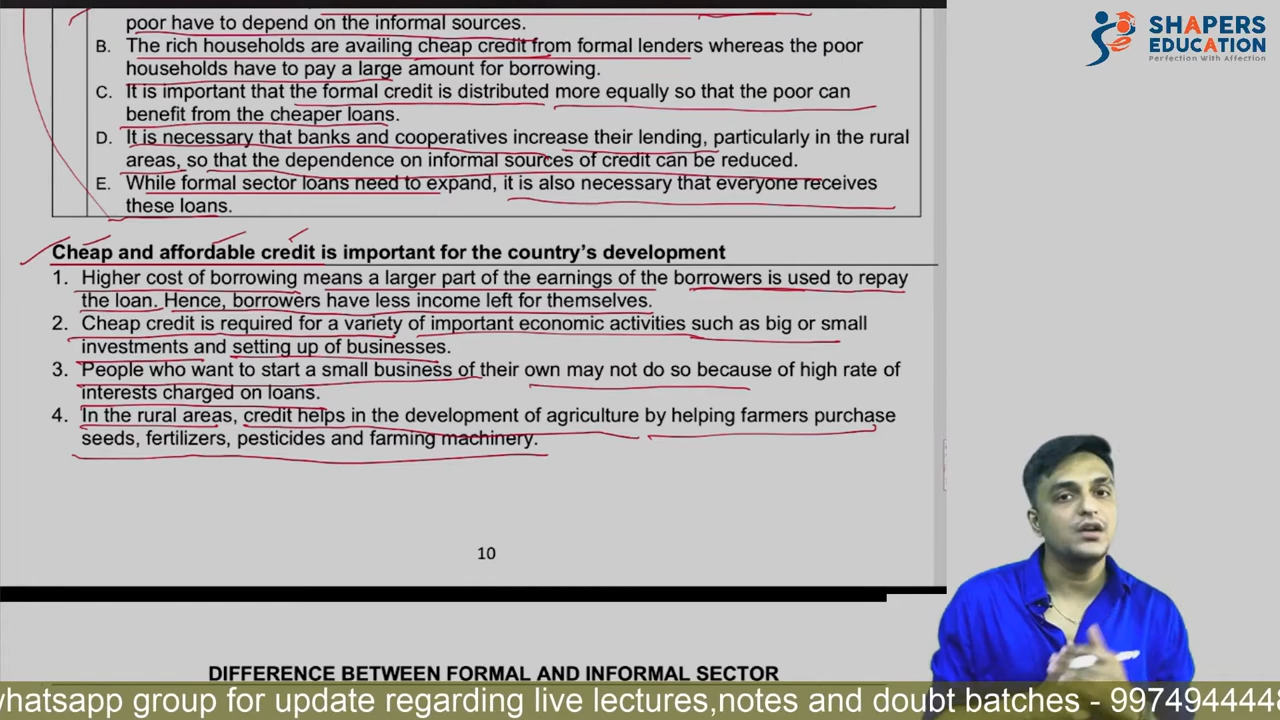 poor have to depend on the informal sources.
B. The rich households are availing cheap credit from formal lenders whereas the poor
households have to pay a large amount for borrowing.
C. It is important that the formal credit is distributed more equally so that the poor can
benefit from the cheaper loans.
D. It is necessary that banks and cooperatives increase their lending, particularly in the rural
areas, so that the dependence on informal sources of credit can be reduced.
E. While formal sector loans need to expand, it is also necessary that everyone receives
these loans.
Cheap and affordable credit is important for the country's development
1. Higher cost of borrowing means a larger part of the earnings of the borrowers is used to repay
the loan. Hence, borrowers have less income left for themselves.
2. Cheap credit is required for a variety of important economic activities such as big or small
investments and setting up of businesses.
3. People who want to start a small business of their own may not do so because of high rate of
interests charged on loans.
4. In the rural areas, credit helps in the development of agriculture by helping farmers purchase
seeds, fertilizers, pesticides and farming machinery.
10
DIFFERENCE BETWEEN FORMAL AND INFORMAL SECTOR
SHAPERS
EDUCATION
Perfection With Affection
whatsapp group for update regarding live lectures,notes and doubt batches - 9974944448